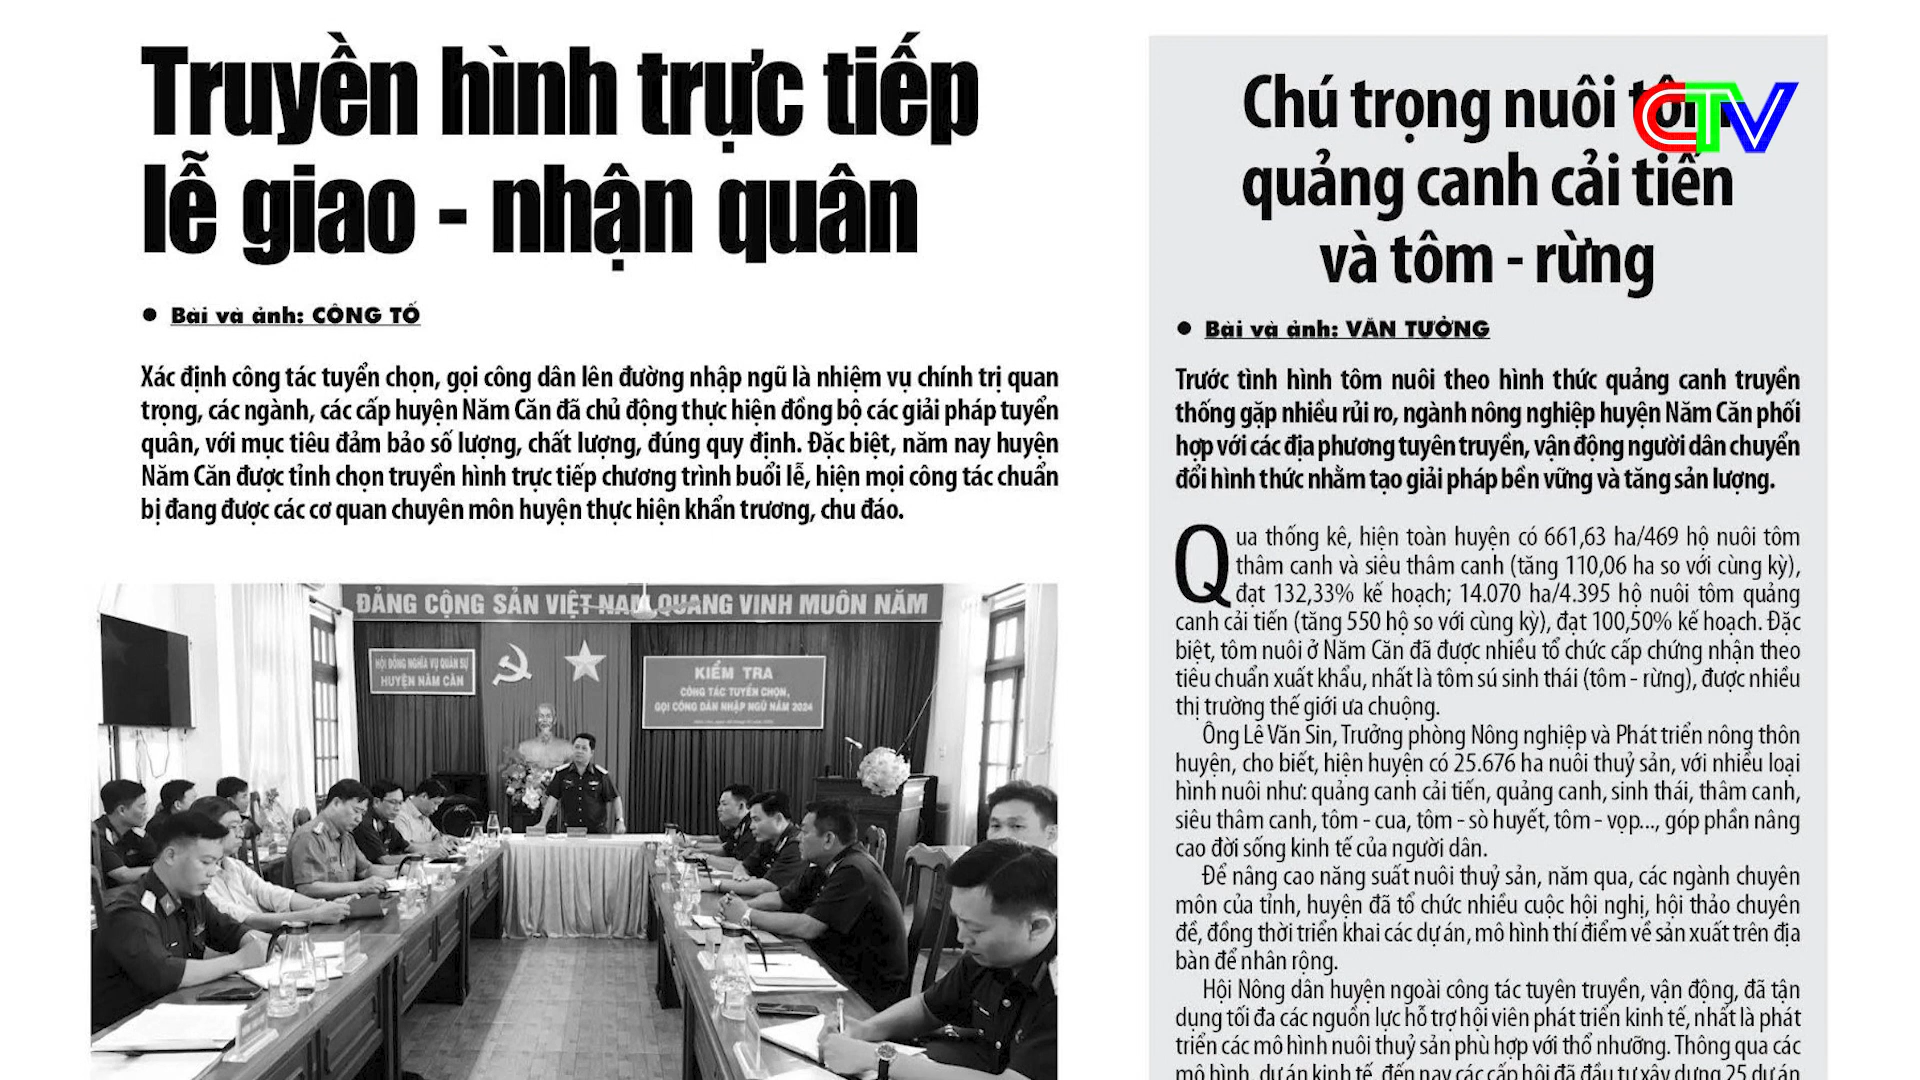 Truyền hình trực tiếp
lễ giao - nhận quân
● Bài và ảnh: CÔNG TỐ
Xác định công tác tuyển chọn, gọi công dân lên đường nhập ngũ là nhiệm vụ chính trị quan
trọng, các ngành, các cấp huyện Năm Căn đã chủ động thực hiện đồng bộ các giải pháp tuyển
quân, với mục tiêu đảm bảo số lượng, chất lượng, đúng quy định. Đặc biệt, năm nay huyện
Năm Căn được tỉnh chọn truyền hình trực tiếp chương trình buổi lễ, hiện mọi công tác chuẩn
bị đang được các cơ quan chuyên môn huyện thực hiện khẩn trương, chu đáo.
ĐẢNG CỘNG SẢN VIỆT NAM QUANG VINH MUÔN NĂM
HỘI ĐỒNG NGHĨA VỤ QUÂN SỰ
HUYỆN NĂM CĂN
KIỂM TRA
CÔNG TÁC TUYỂN CHỌN,
GỌI CÔNG DÂN NHẬP NGŨ NĂM 2024
Chú trọng nuôi tôm
CTV
quảng canh cải tiến
và tôm - rừng
● Bài và ảnh: VĂN TƯỞNG
Trước tình hình tôm nuôi theo hình thức quảng canh truyền
thống gặp nhiều rủi ro, ngành nông nghiệp huyện Năm Căn phối
hợp với các địa phương tuyên truyền, vận động người dân chuyển
đổi hình thức nhằm tạo giải pháp bền vững và tăng sản lượng.
Qua thống kê, hiện toàn huyện có 661,63 ha/469 hộ nuôi tôm
thâm canh và siêu thâm canh (tăng 110,06 ha so với cùng kỳ),
đạt 132,33% kế hoạch; 14.070 ha/4.395 hộ nuôi tôm quảng
canh cải tiến (tăng 550 hộ so với cùng kỳ), đạt 100,50% kế hoạch. Đặc
biệt, tôm nuôi ở Năm Căn đã được nhiều tổ chức cấp chứng nhận theo
tiêu chuẩn xuất khẩu, nhất là tôm sú sinh thái (tôm - rừng), được nhiều
thị trường thế giới ưa chuộng.
Ông Lê Văn Sin, Trưởng phòng Nông nghiệp và Phát triển nông thôn
huyện, cho biết, hiện huyện có 25.676 ha nuôi thuỷ sản, với nhiều loại
hình nuôi như: quảng canh cải tiến, quảng canh, sinh thái, thâm canh,
siêu thâm canh, tôm - cua, tôm - sò huyết, tôm - vọp..., góp phần nâng
cao đời sống kinh tế của người dân.
Để nâng cao năng suất nuôi thuỷ sản, năm qua, các ngành chuyên
môn của tỉnh, huyện đã tổ chức nhiều cuộc hội nghị, hội thảo chuyên
đề, đồng thời triển khai các dự án, mô hình thí điểm về sản xuất trên địa
bàn để nhân rộng.
Hội Nông dân huyện ngoài công tác tuyên truyền, vận động, đã tận
dụng tối đa các nguồn lực hỗ trợ hội viên phát triển kinh tế, nhất là phát
triển các mô hình nuôi thuỷ sản phù hợp với thổ nhưỡng. Thông qua các
mô hình, dự án kinh tế, đến nay các cấp hội đã đầu tư xây dựng 25 dự án